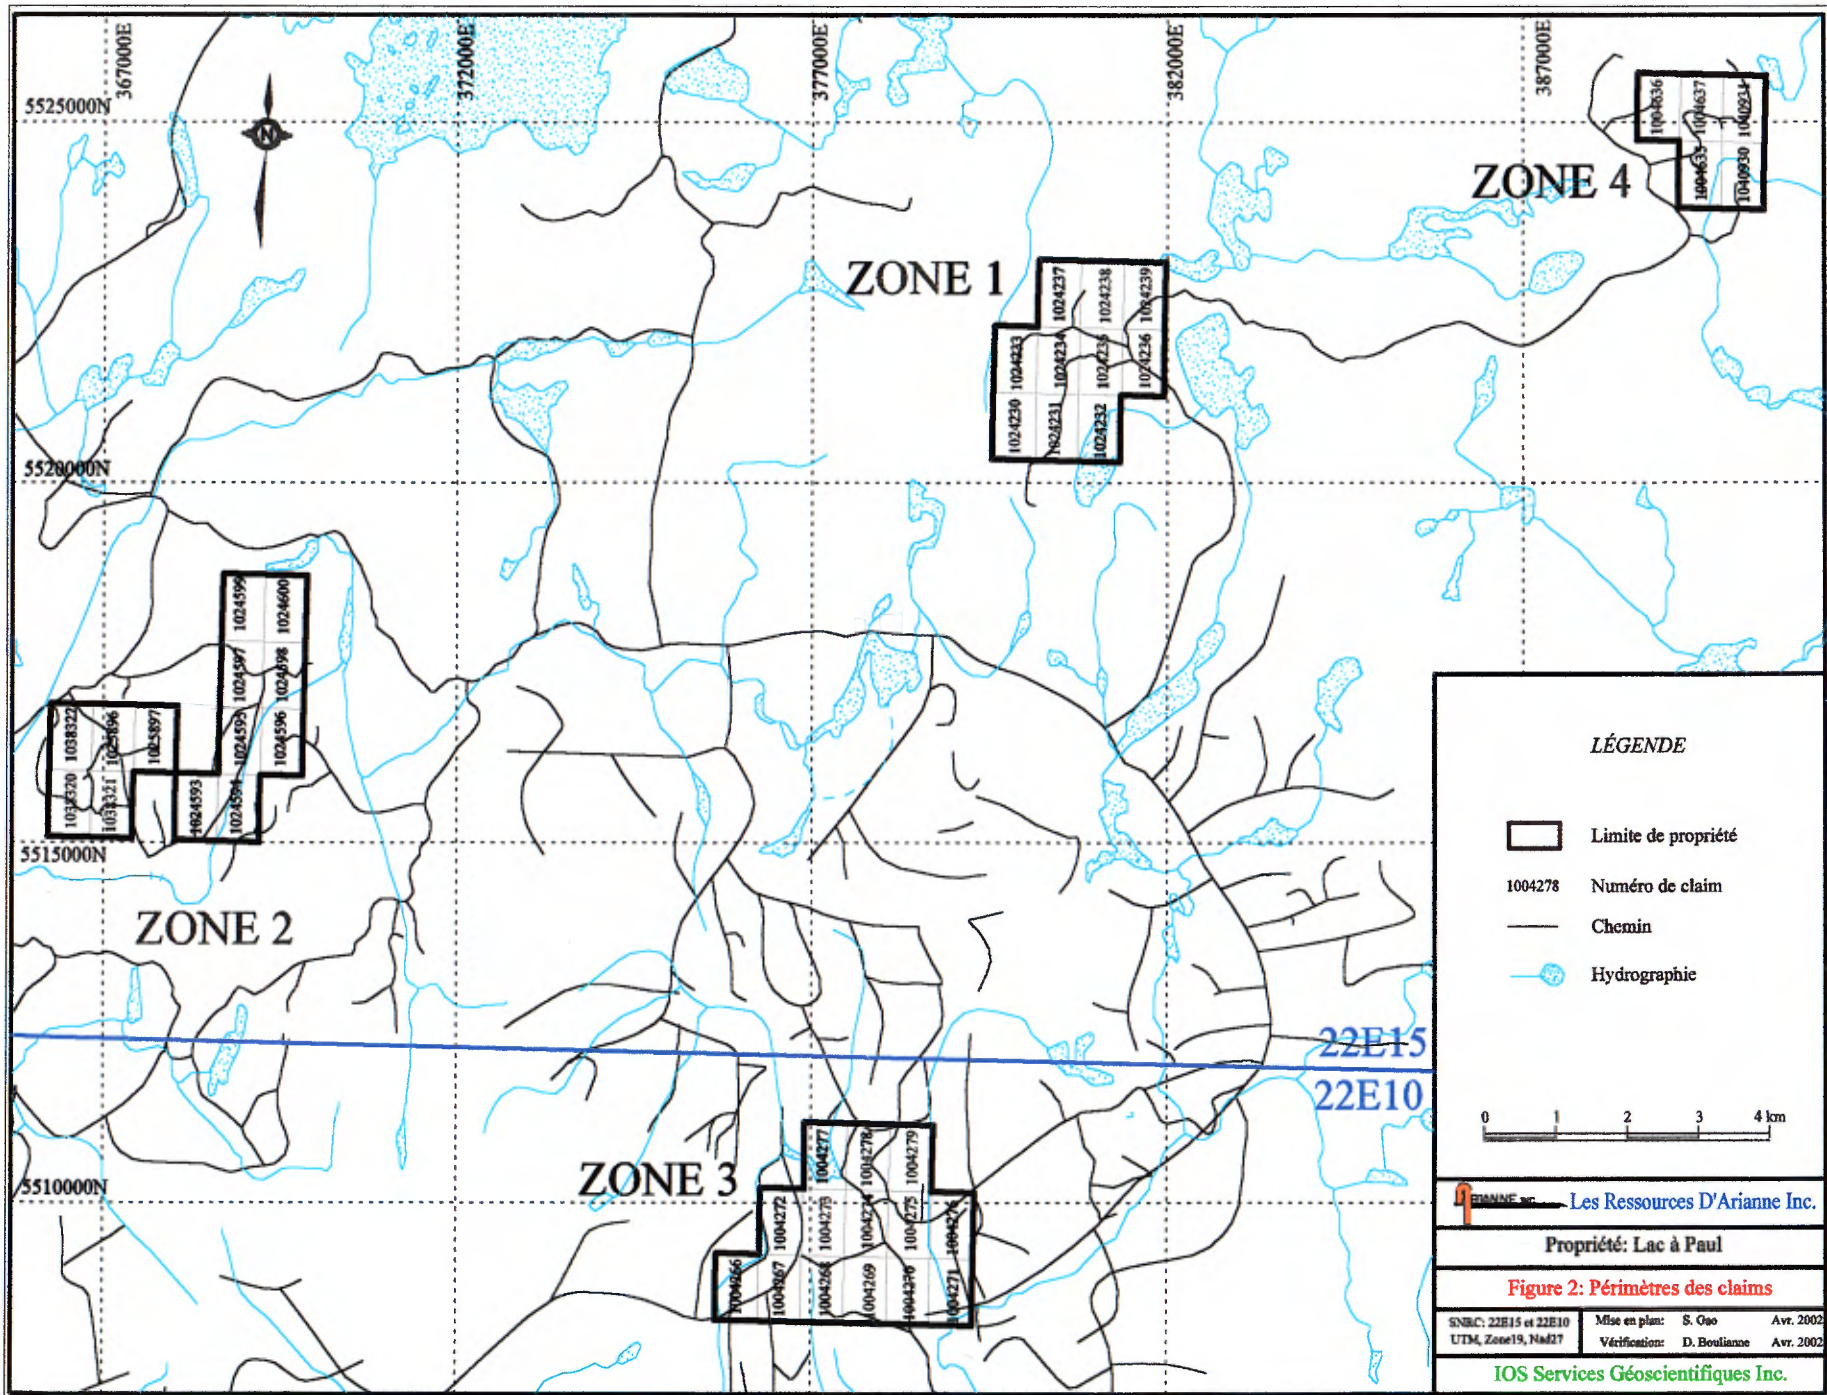 367000E
372000E
377000E
382000E
387000E
5525000N
5520000N
5515000N
5510000N
N
ZONE 4
1004636
1004637
1040931
1004635
1040930
ZONE 1
1024237
1024238
1024239
1024233
1024234
1024235
1024236
1024230
1024231
1024232
1024599
1024600
1024597
1024598
1024595
1024596
1024593
1024594
1038322
1025896
1025897
1038320
1038321
ZONE 2
22E15
22E10
ZONE 3
1004277
1004278
1004279
1004272
1004273
1004274
1004275
1004276
1004266
1004267
1004268
1004269
1004270
1004271
LÉGENDE
Limite de propriété
1004278 Numéro de claim
Chemin
Hydrographie
0 1 2 3 4 km
Les Ressources D'Arianne Inc.
Propriété: Lac à Paul
Figure 2: Périmètres des claims
SNRC: 22E15 et 22E10
UTM, Zone19, Nad27
Mise en plan: S. Gao Avr. 2002
Vérification: D. Boulianne Avr. 2002
IOS Services Géoscientifiques Inc.